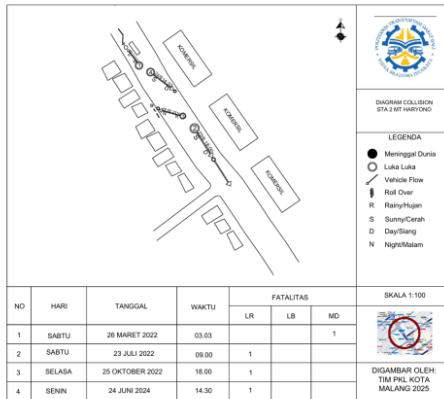 KOMERSIL
KOMERSIL
KOMERSIL
DIAGRAM COLLISION
STA 2 MT HARYONO
LEGENDA
Meninggal Dunia
Luka Luka
Vehicle Flow
Roll Over
R Rainy/Hujan
S Sunny/Cerah
D Day/Siang
N Night/Malam
SKALA 1:100
DIGAMBAR OLEH:
TIM PKL KOTA
MALANG 2025
NO HARI TANGGAL WAKTU FATALITAS
LR LB MD
1 SABTU 26 MARET 2022 03.03 1
2 SABTU 23 JULI 2022 09.00 1
3 SELASA 25 OKTOBER 2022 18.00 1
4 SENIN 24 JUNI 2024 14.30 1